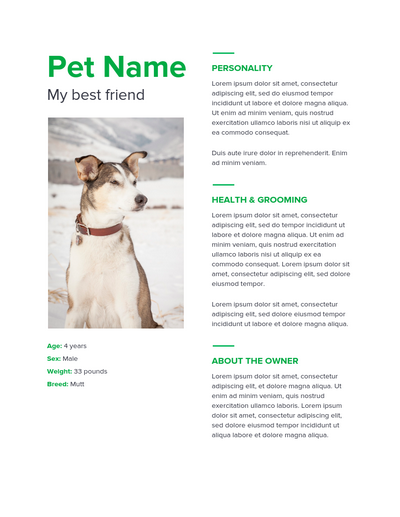 Pet Name
My best friend
Age: 4 years
Sex: Male
Weight: 33 pounds
Breed: Mutt
PERSONALITY
Lorem ipsum dolor sit amet, consectetur
adipiscing elit, sed do eiusmod tempor
incididunt ut labore et dolore magna aliqua.
Ut enim ad minim veniam, quis nostrud
exercitation ullamco laboris nisi ut aliquip ex
ea commodo consequat.
Duis aute irure dolor in reprehenderit. Enim
ad minim veniam.
HEALTH & GROOMING
Lorem ipsum dolor sit amet, consectetur
adipiscing elit, sed do eiusmod incididunt ut
labore et dolore magna aliqua. Ut enim ad
minim veniam, quis nostrud exercitation
ullamco laboris nisi ut aliquip ex ea
commodo consequat. Lorem ipsum dolor sit
amet, consectetur adipiscing elit, sed dolore
eiusmod tempor.
Lorem ipsum dolor sit amet, consectetur
adipiscing elit, sed do eiusmod tempor
incididunt ut labore et dolore magna aliqua.
ABOUT THE OWNER
Lorem ipsum dolor sit amet, consectetur
adipiscing elit, et dolore magna aliqua. Ut
enim ad minim veniam, quis nostrud
exercitation ullamco laboris. Lorem ipsum
dolor sit amet, consectetur adipiscing elit,
sed do eiusmod tempor incididunt ut
aliqua labore et dolore magna aliqua.